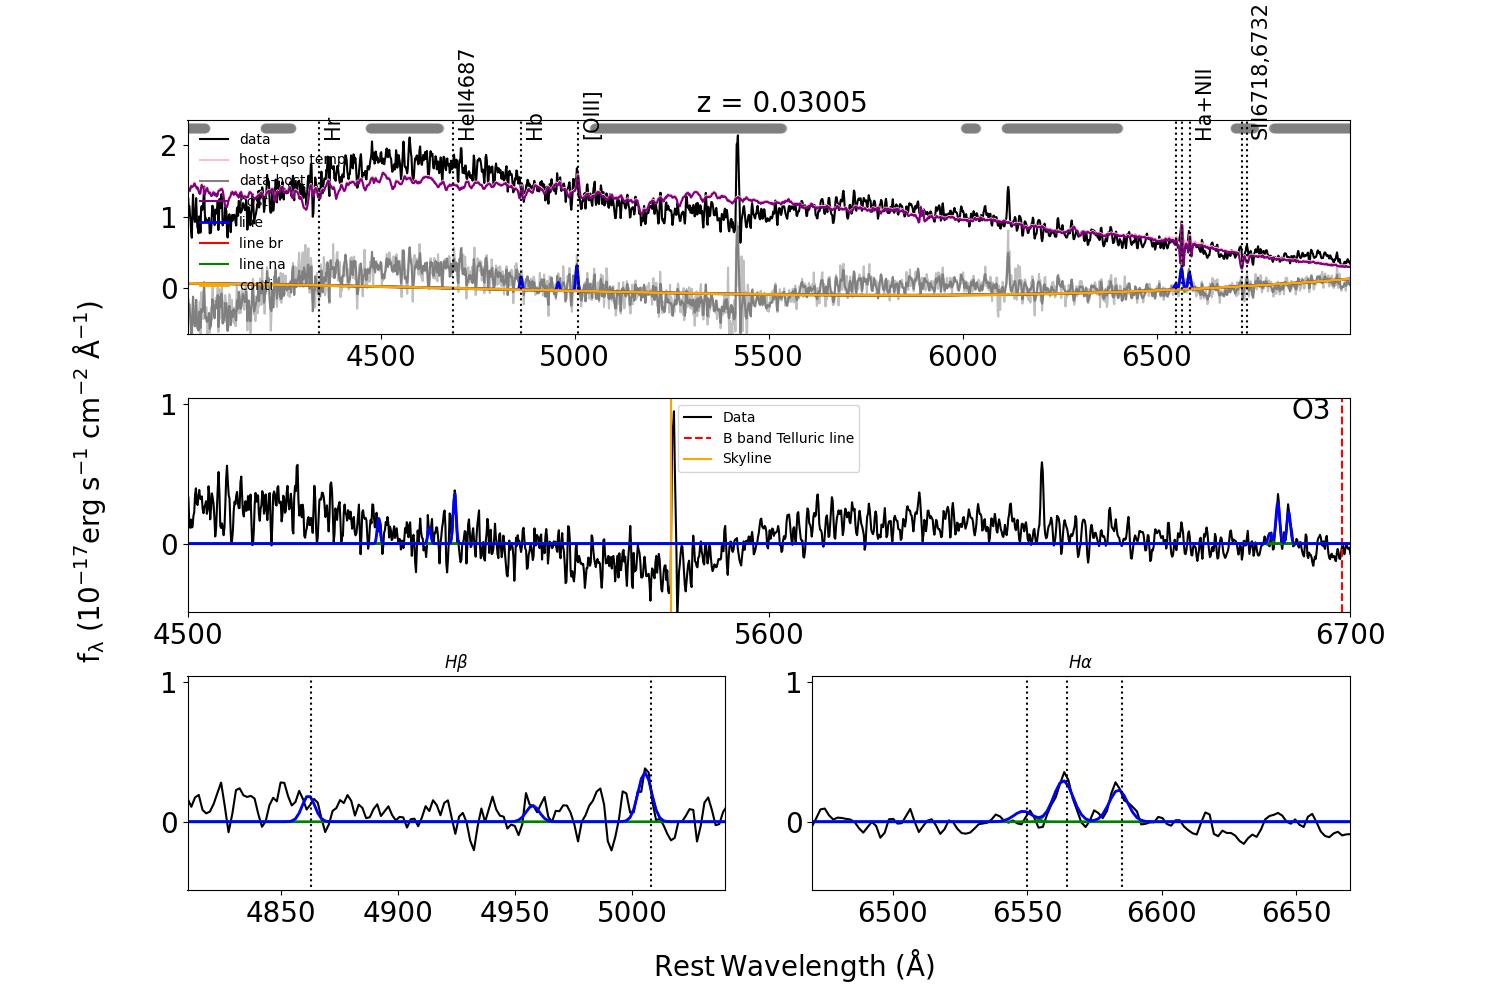 z = 0.03005
Hr
HeII4687
Hb
[OIII]
Ha+NII
SII6718,6732
data
host+qso temp
data-host
line
line br
line na
conti
2
1
0
4500 5000 5500 6000 6500
fλ (10⁻¹⁷erg s⁻¹ cm⁻² Å⁻¹)
Data
B band Telluric line
Skyline
O3
1
0
4500 5600 6700
Hβ
1
0
4850 4900 4950 5000
Hα
1
0
6500 6550 6600 6650
Rest Wavelength (Å)